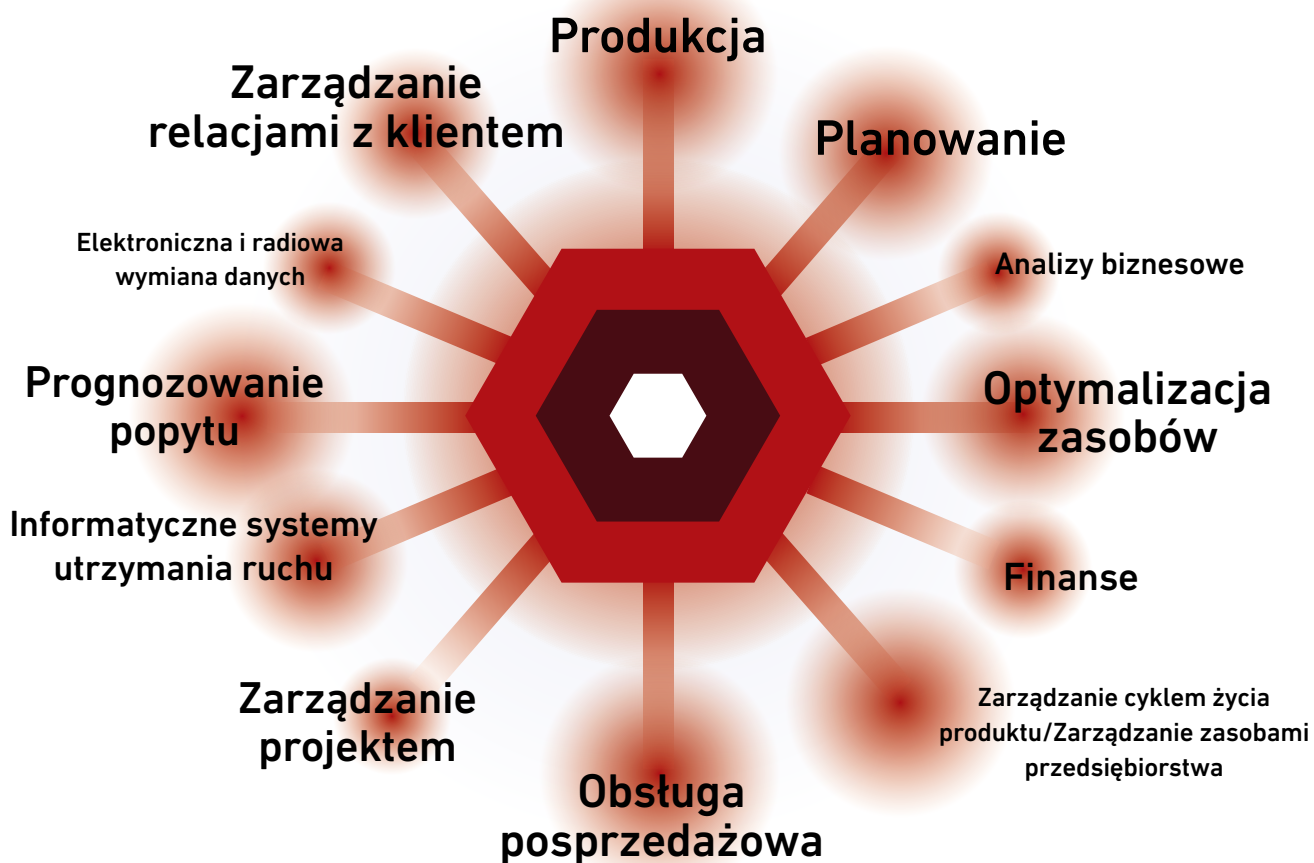 Produkcja
Zarządzanie
relacjami z klientem
Planowanie
Elektroniczna i radiowa
wymiana danych
Analizy biznesowe
Prognozowanie
popytu
Optymalizacja
zasobów
Informatyczne systemy
utrzymania ruchu
Finanse
Zarządzanie
projektem
Zarządzanie cyklem życia
produktu/Zarządzanie zasobami
przedsiębiorstwa
Obsługa
posprzedażowa